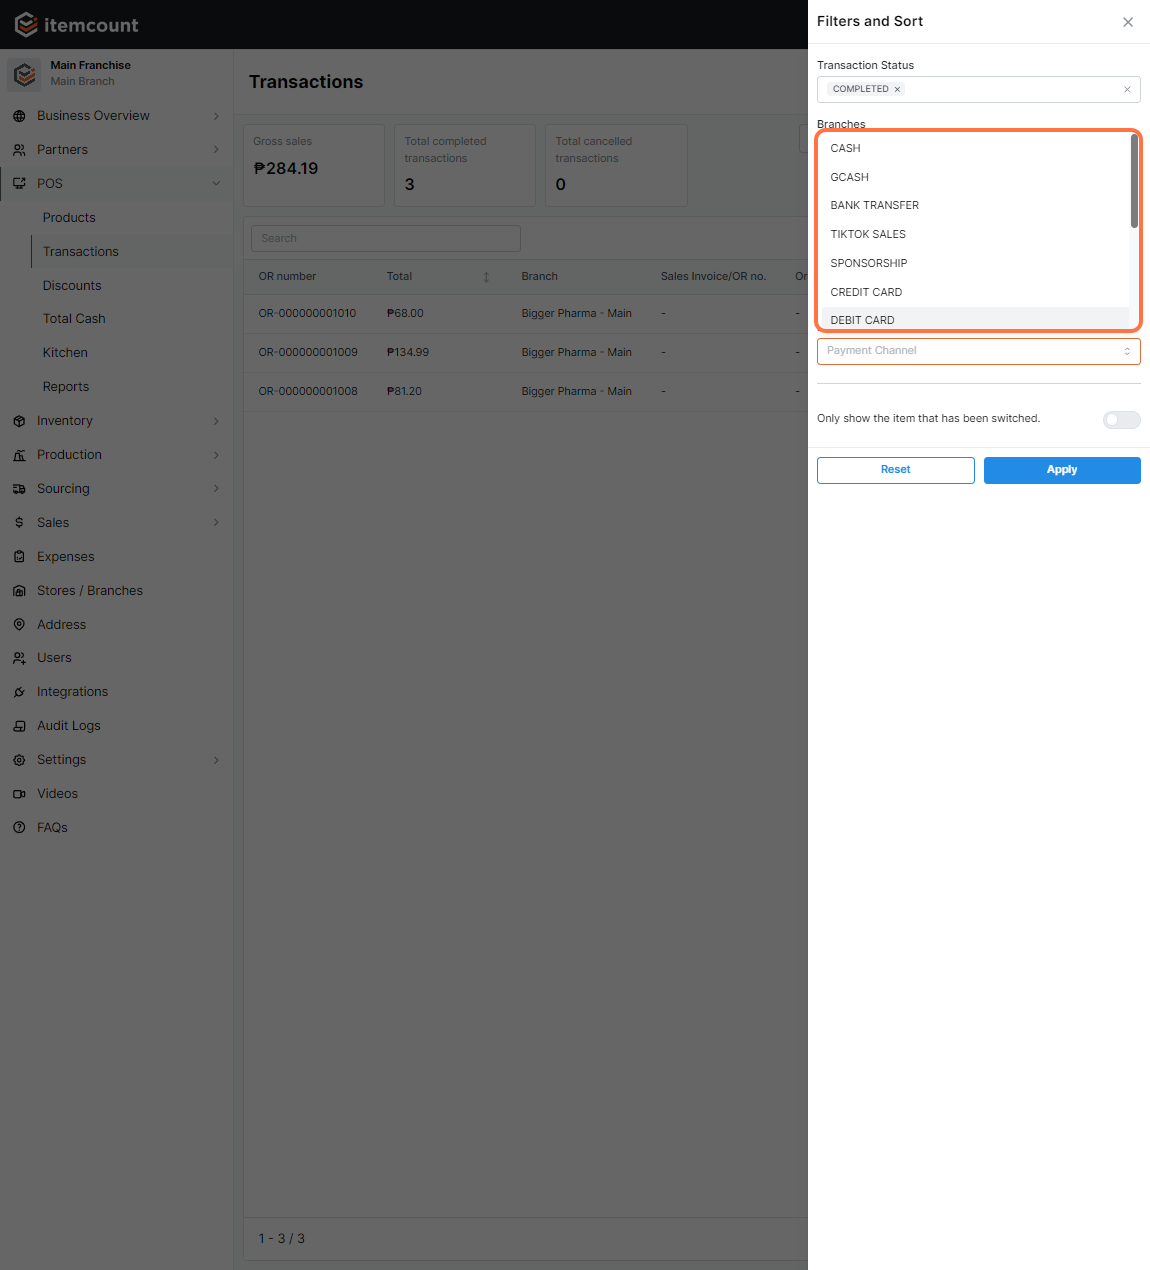 itemcount
Main Franchise
Main Branch
Business Overview
Partners
POS
Products
Transactions
Discounts
Total Cash
Kitchen
Reports
Inventory
Production
Sourcing
Sales
Expenses
Stores / Branches
Address
Users
Integrations
Audit Logs
Settings
Videos
FAQs
Transactions
Gross sales
₱284.19
Total completed
transactions
3
Total cancelled
transactions
0
Search
OR number Total Branch Sales Invoice/OR no. Or
OR-000000001010 ₱68.00 Bigger Pharma - Main - -
OR-000000001009 ₱134.99 Bigger Pharma - Main - -
OR-000000001008 ₱81.20 Bigger Pharma - Main - -
1 - 3 / 3
Filters and Sort
Transaction Status
COMPLETED
Branches
CASH
GCASH
BANK TRANSFER
TIKTOK SALES
SPONSORSHIP
CREDIT CARD
DEBIT CARD
Payment Channel
Only show the item that has been switched.
Reset Apply